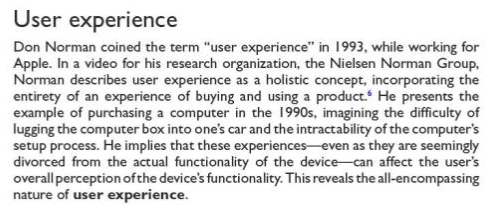 User experience
Don Norman coined the term “user experience” in 1993, while working for
Apple. In a video for his research organization, the Nielsen Norman Group,
Norman describes user experience as a holistic concept, incorporating the
entirety of an experience of buying and using a product.⁶ He presents the
example of purchasing a computer in the 1990s, imagining the difficulty of
lugging the computer box into one’s car and the intractability of the computer’s
setup process. He implies that these experiences—even as they are seemingly
divorced from the actual functionality of the device—can affect the user’s
overall perception of the device’s functionality. This reveals the all-encompassing
nature of user experience.